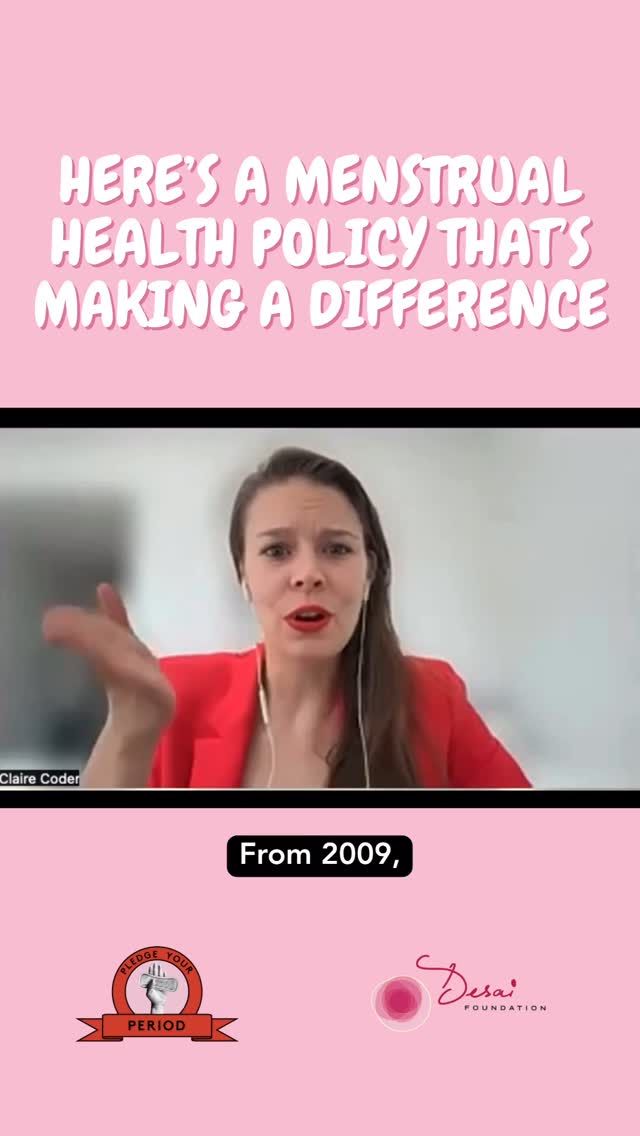 HERE'S A MENSTRUAL
HEALTH POLICY THAT'S
MAKING A DIFFERENCE
Claire Coder
From 2009,
PLEDGE YOUR
PERIOD
Desai
FOUNDATION